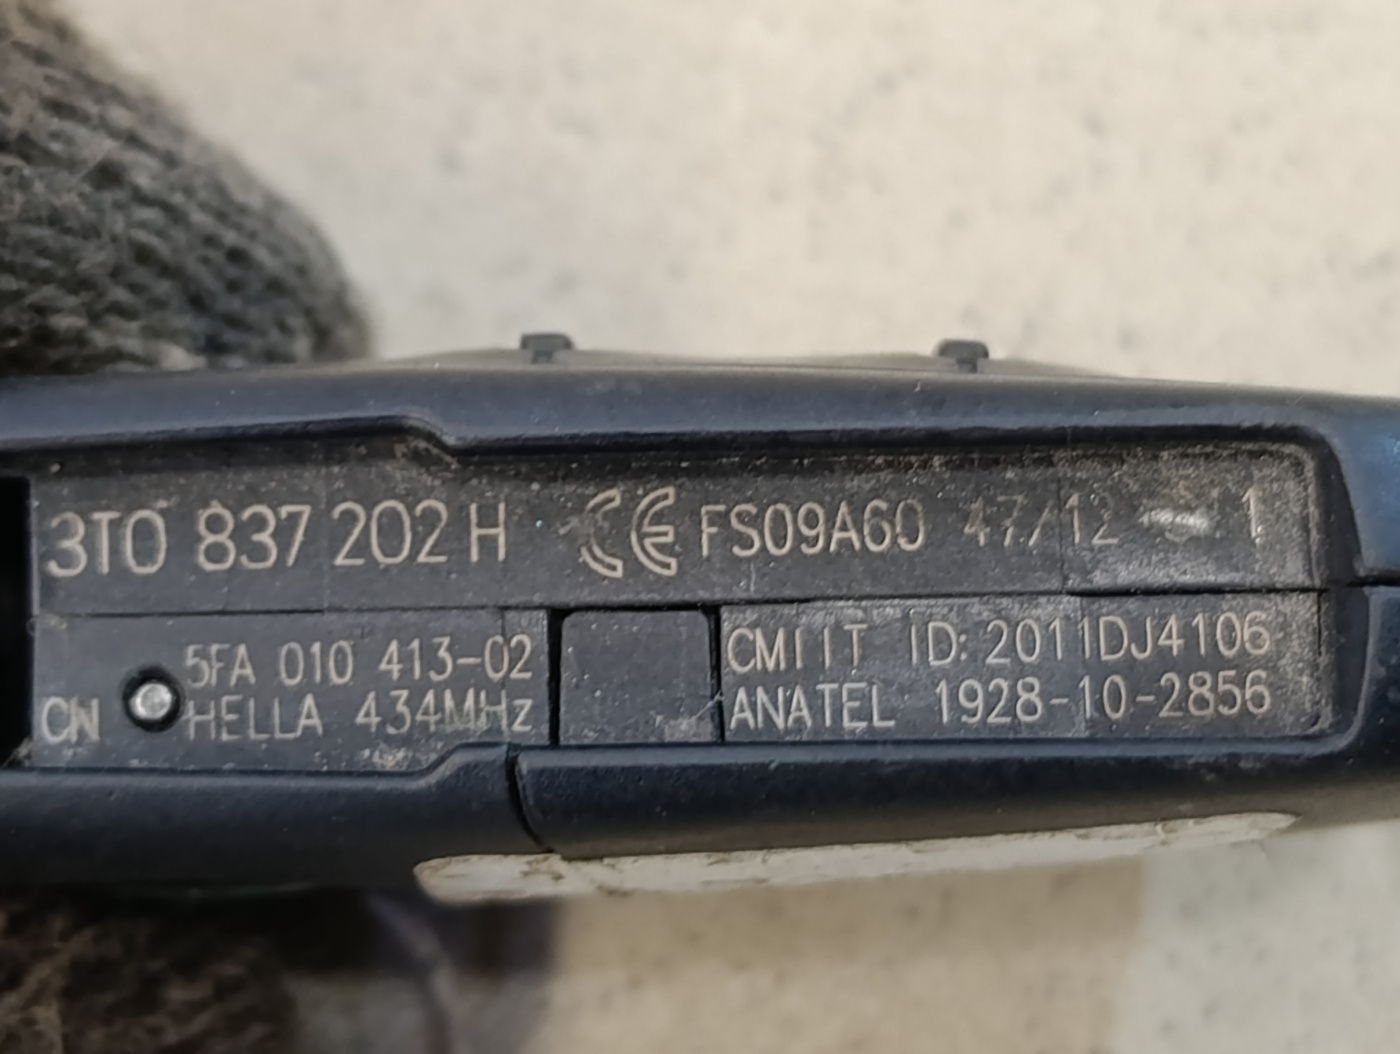 3T0 837 202 H CE FS09A60 47/12 1
5FA 010 413-02
CN HELLA 434MHz
CMIIT ID: 2011DJ4106
ANATEL 1928-10-2856